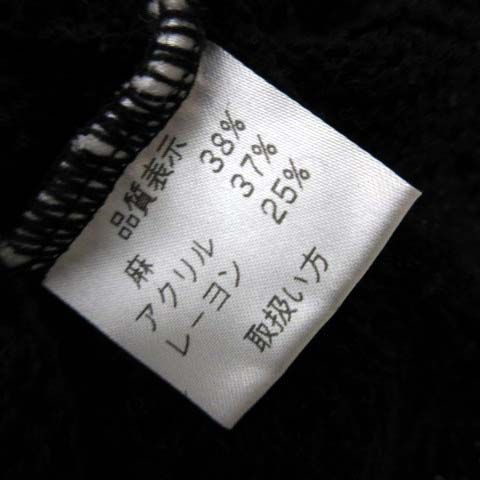 品質表示
麻 38%
アクリル 37%
レーヨン 25%
取扱い方